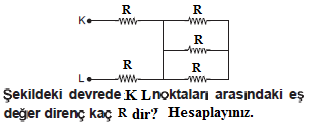 R R
K
R
R R
L
Şekildeki devrede K L noktaları arasındaki eş
değer direnç kaç R dir? Hesaplayınız.